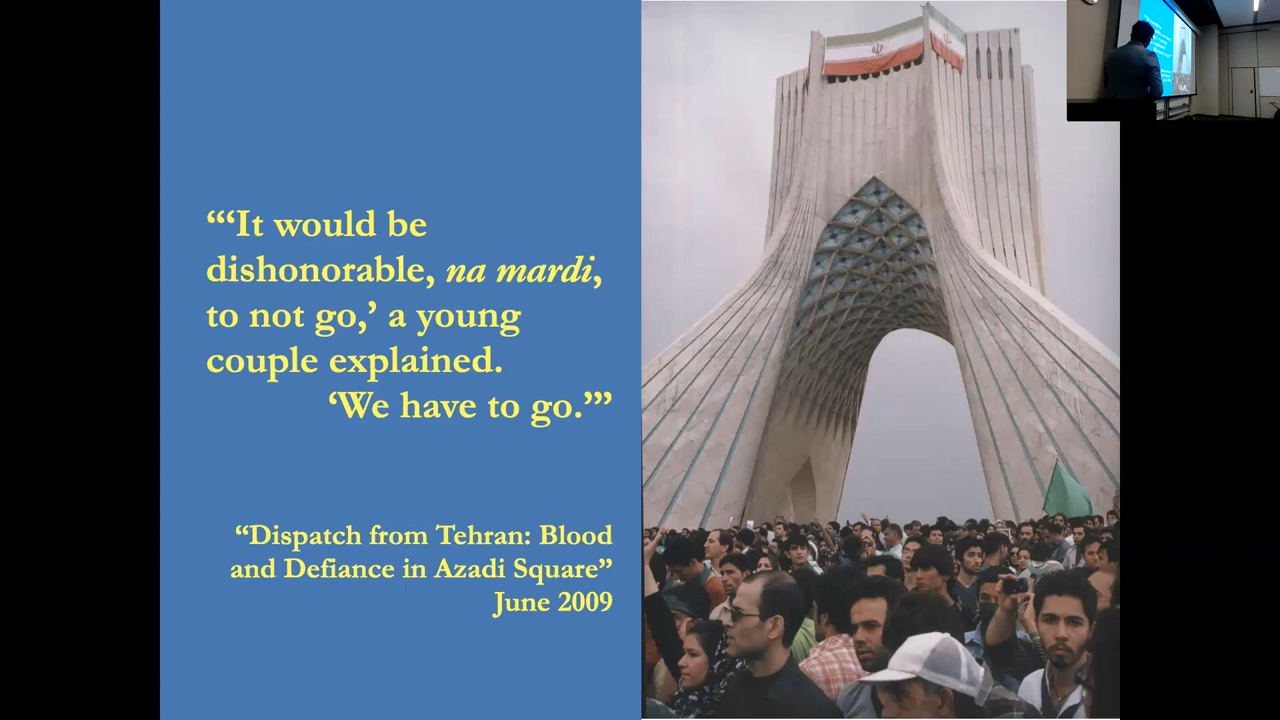 “‘It would be
dishonorable, na mardi,
to not go,’ a young
couple explained.
‘We have to go.’”
“Dispatch from Tehran: Blood
and Defiance in Azadi Square”
June 2009